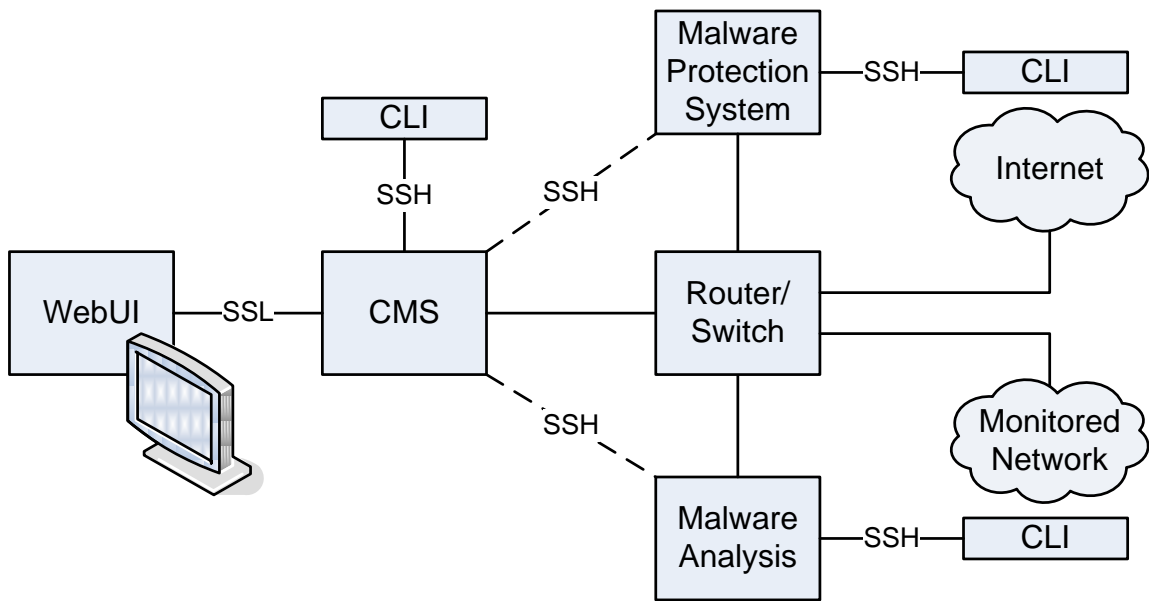 Malware
Protection
System
SSH
CLI
CLI
Internet
SSH
SSH
WebUI
SSL
CMS
Router/
Switch
SSH
Monitored
Network
Malware
Analysis
SSH
CLI